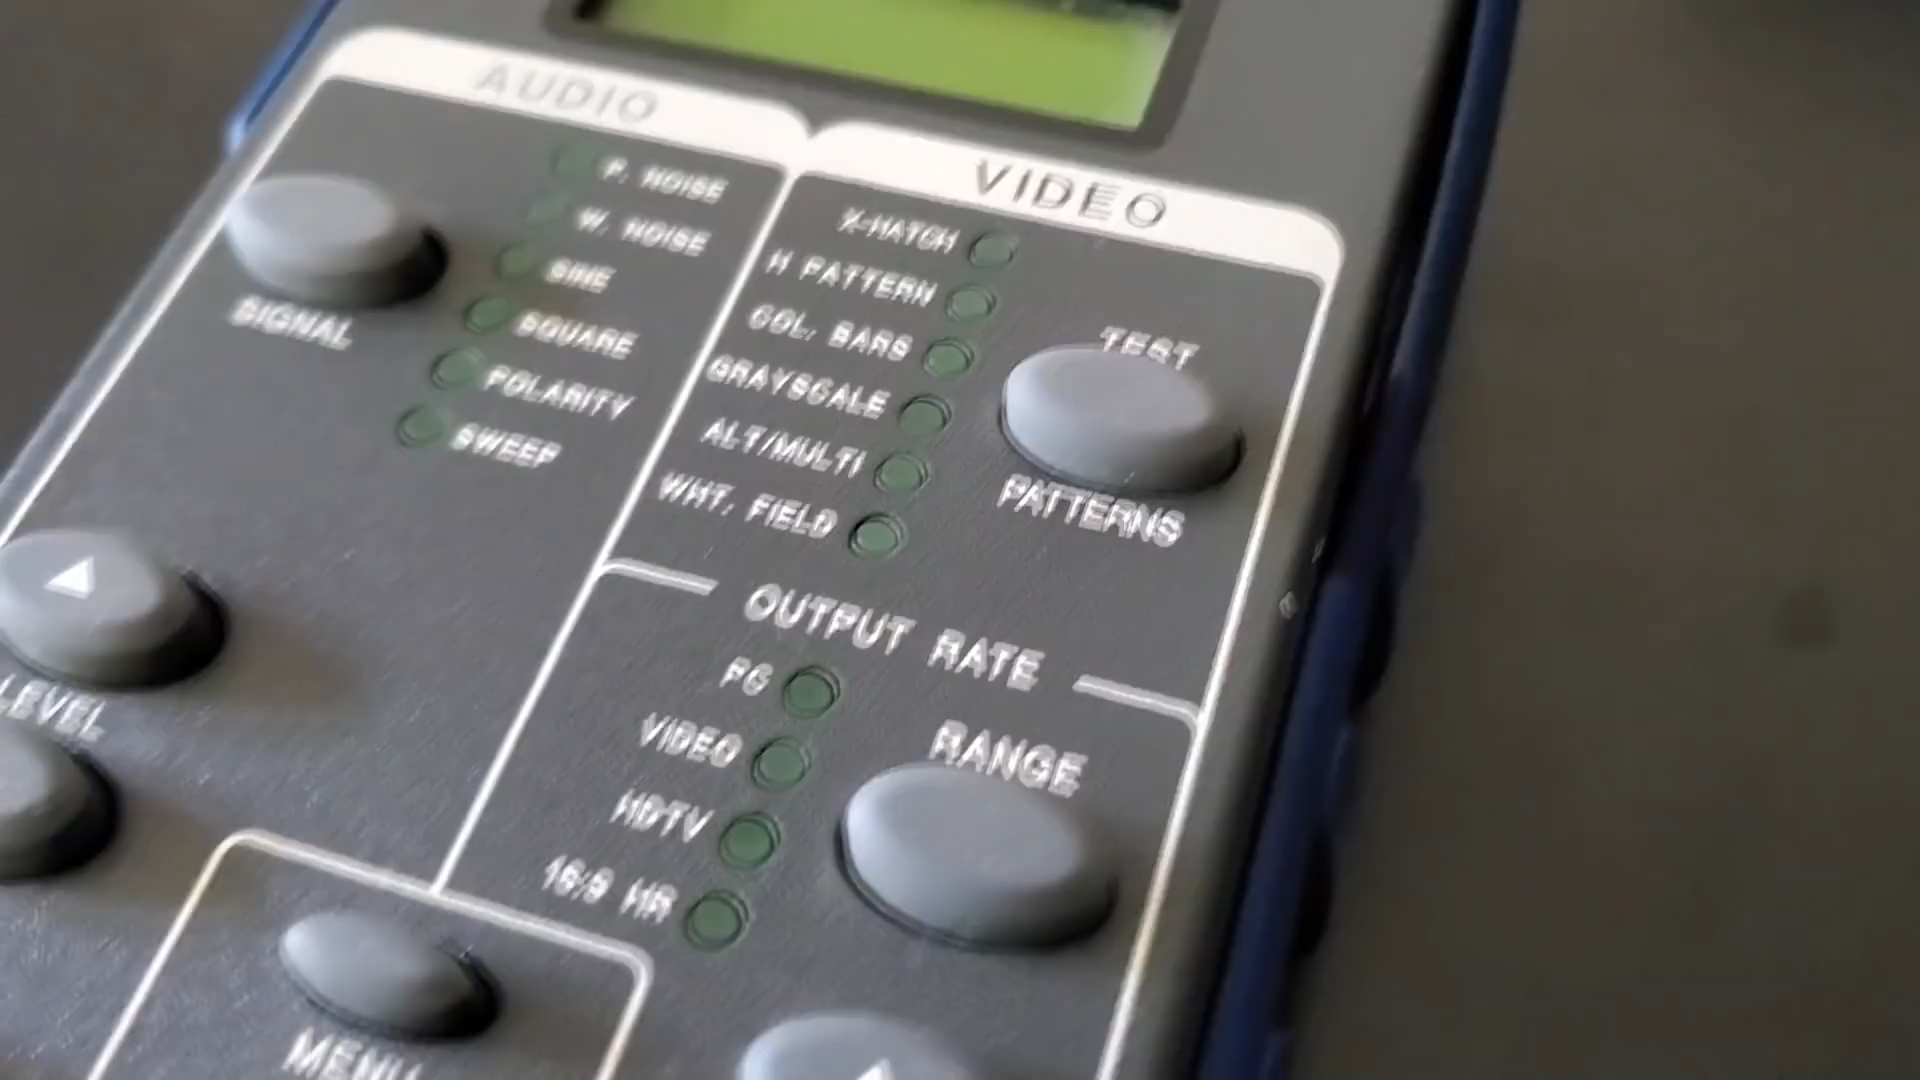 AUDIO
P. NOISE
W. NOISE
SINE
SQUARE
POLARITY
SWEEP
SIGNAL
LEVEL
VIDEO
X-HATCH
H PATTERN
COL. BARS
GRAYSCALE
ALT/MULTI
WHT. FIELD
TEST
PATTERNS
OUTPUT RATE
PC
VIDEO
HDTV
16/9 HR
RANGE
MENU